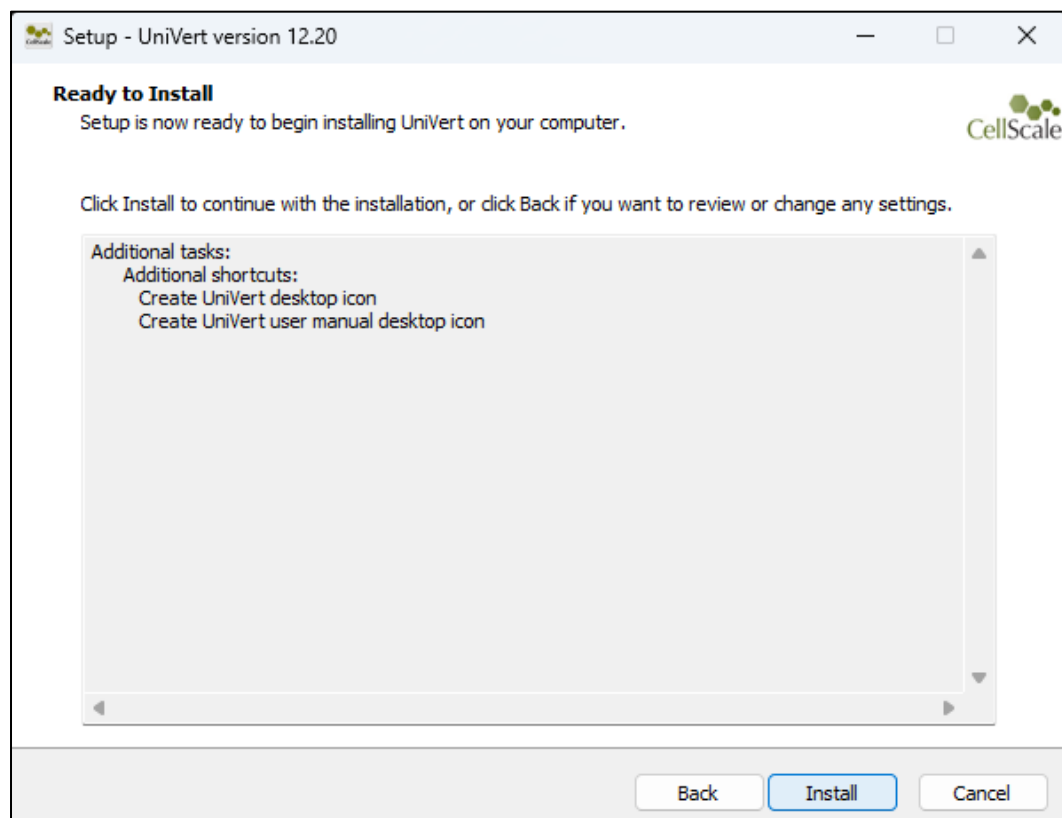 Setup - UniVert version 12.20
Ready to Install
Setup is now ready to begin installing UniVert on your computer.
CellScale
Click Install to continue with the installation, or click Back if you want to review or change any settings.
Additional tasks:
Additional shortcuts:
Create UniVert desktop icon
Create UniVert user manual desktop icon
Back
Install
Cancel